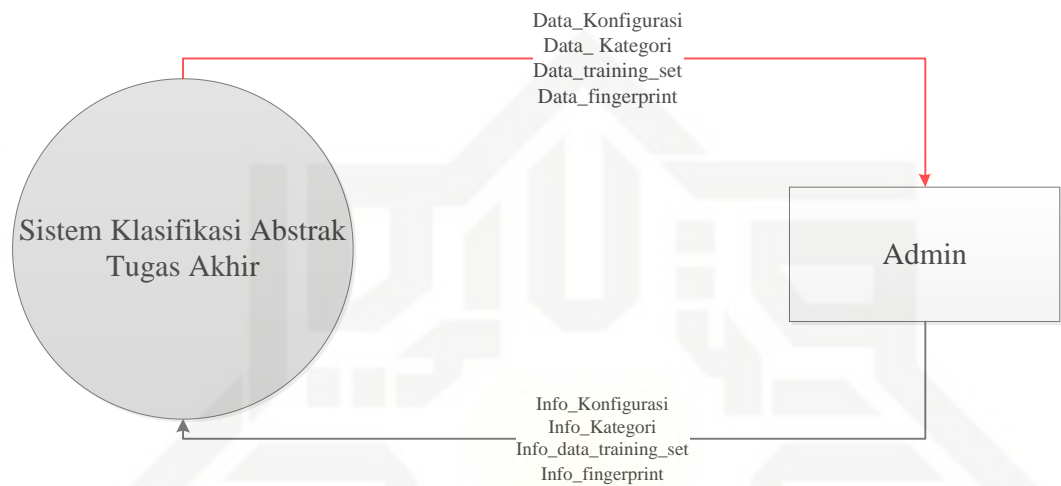 Data_Konfigurasi
Data_ Kategori
Data_training_set
Data_fingerprint
Sistem Klasifikasi Abstrak
Tugas Akhir
Admin
Info_Konfigurasi
Info_Kategori
Info_data_training_set
Info_fingerprint